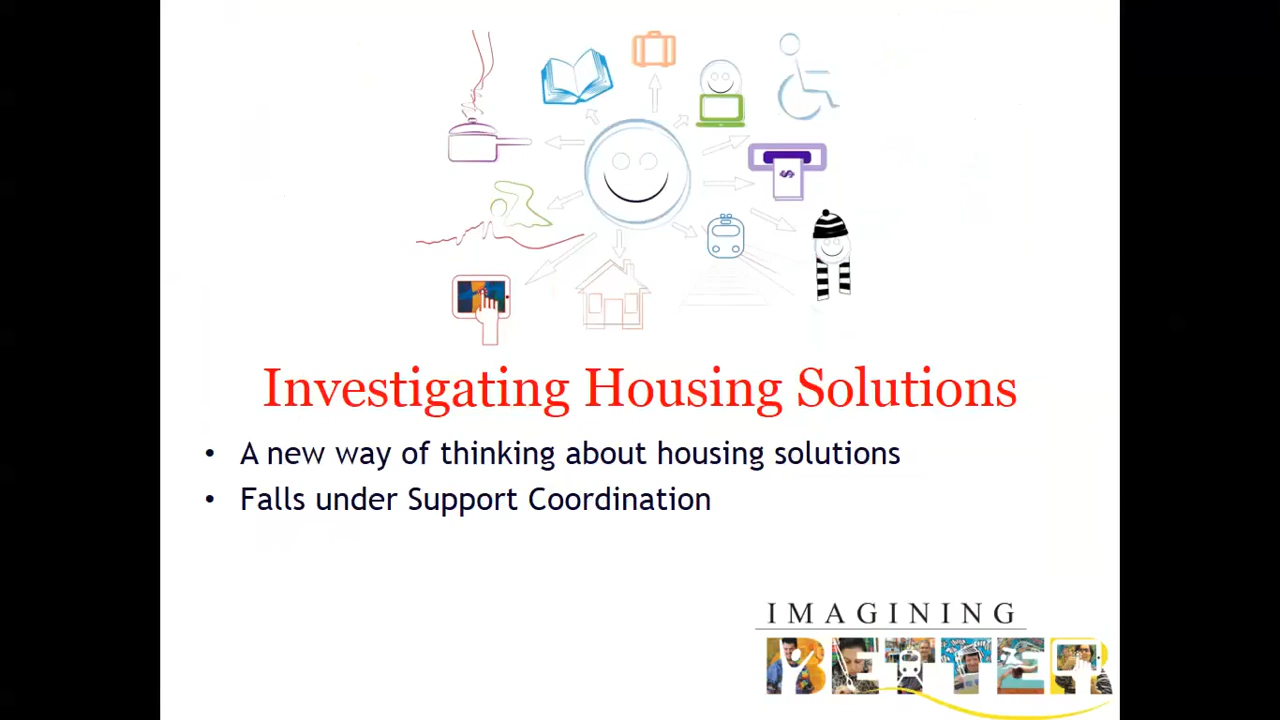 $
Investigating Housing Solutions
• A new way of thinking about housing solutions
• Falls under Support Coordination
IMAGINING
BETTER